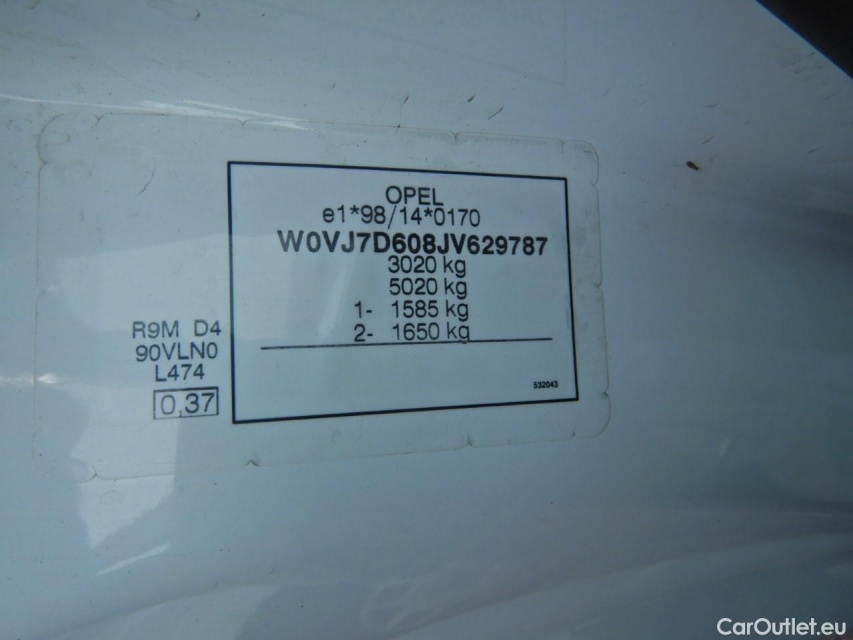 OPEL
e1*98/14*0170
W0VJ7D608JV629787
3020 kg
5020 kg
1- 1585 kg
2- 1650 kg
532043
R9M D4
90VLN0
L474
0,37
CarOutlet.eu